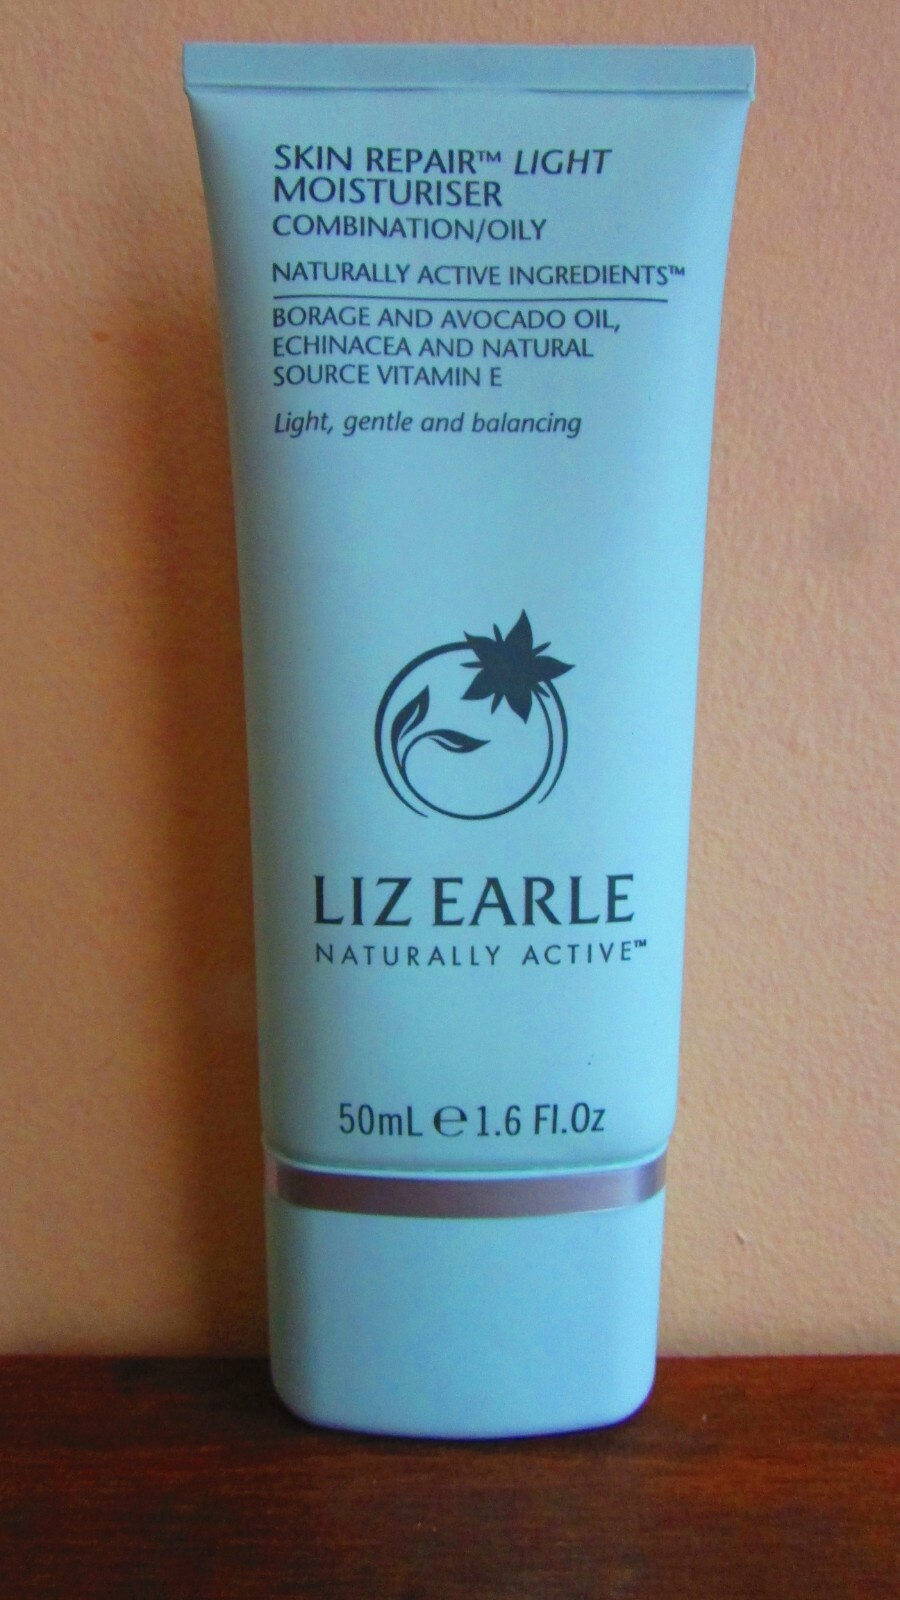 SKIN REPAIR™ LIGHT
MOISTURISER
COMBINATION/OILY
NATURALLY ACTIVE INGREDIENTS™
BORAGE AND AVOCADO OIL,
ECHINACEA AND NATURAL
SOURCE VITAMIN E
Light, gentle and balancing
LIZ EARLE
NATURALLY ACTIVE™
50mL ℮ 1.6 Fl.Oz